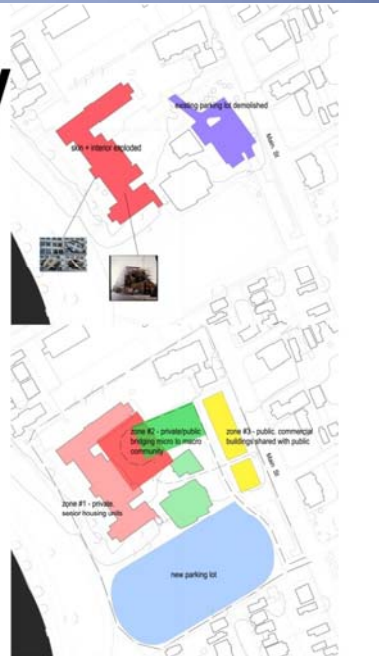 existing parking lot demolished
skin + interior exploded
Main St
zone #2 - private/public
bridging micro to macro
community
zone #3 - public, commercial
buildings shared with public
Main St
zone #1 - private,
senior housing units
new parking lot